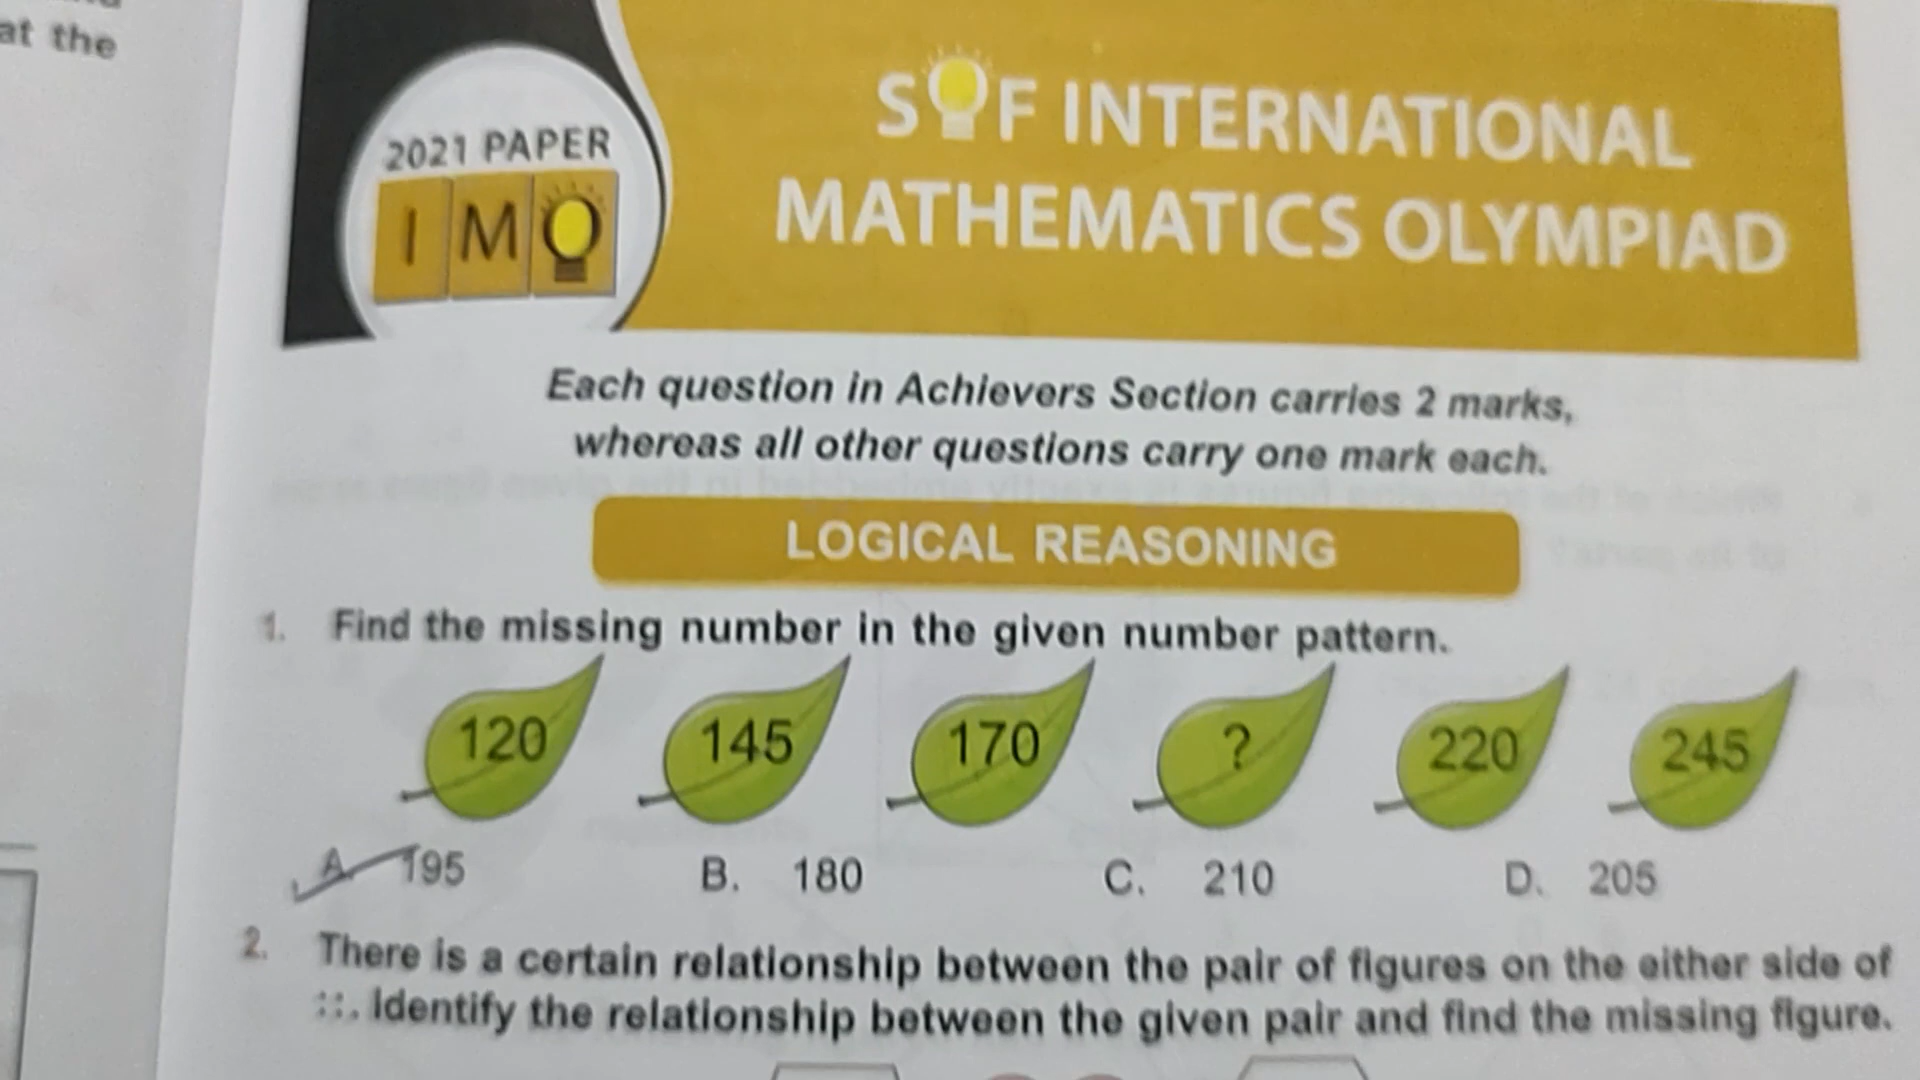 at the
2021 PAPER
IMO
SOF INTERNATIONAL
MATHEMATICS OLYMPIAD
Each question in Achievers Section carries 2 marks,
whereas all other questions carry one mark each.
LOGICAL REASONING
1. Find the missing number in the given number pattern.
120 145 170 ? 220 245
A. 195 B. 180 C. 210 D. 205
2. There is a certain relationship between the pair of figures on the either side of
::. Identify the relationship between the given pair and find the missing figure.